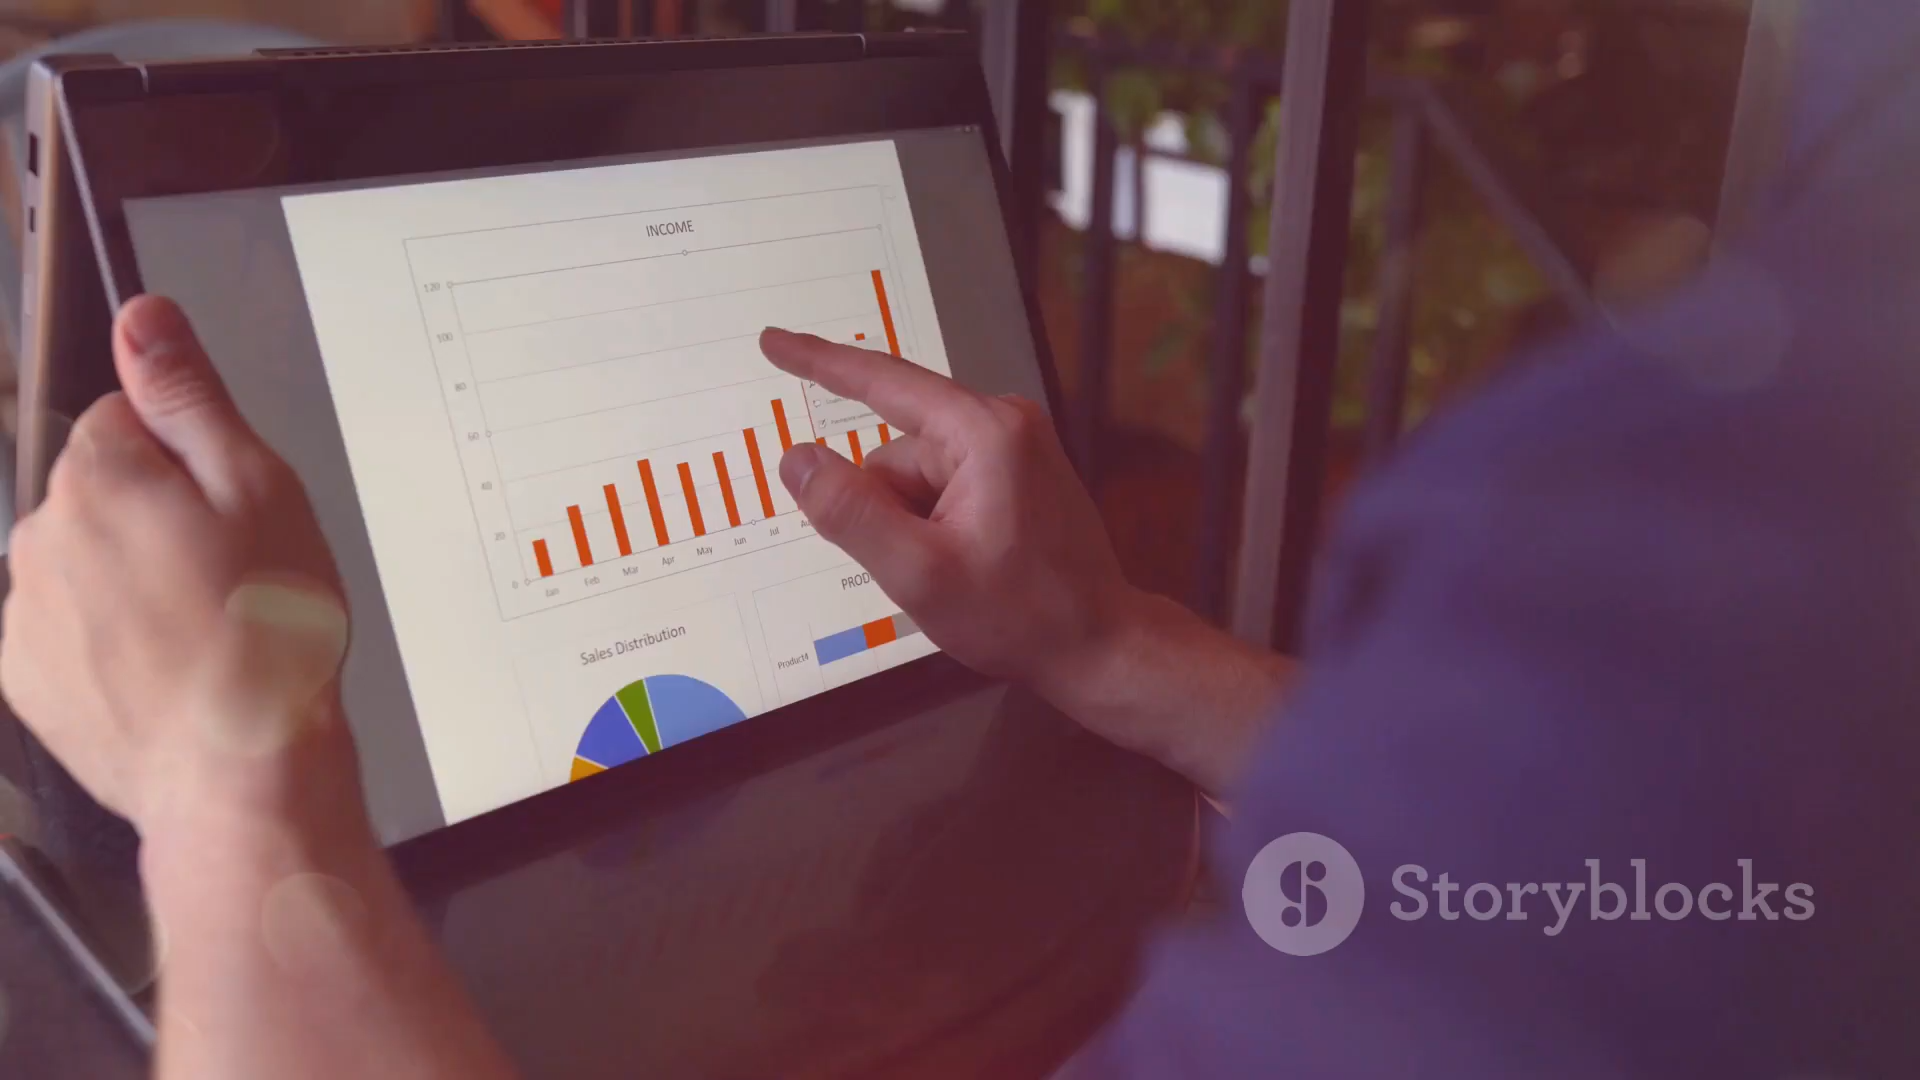 INCOME
120
100
80
60
40
20
0
Jan
Feb
Mar
Apr
May
Jun
Jul
Sales Distribution
Product4
Storyblocks